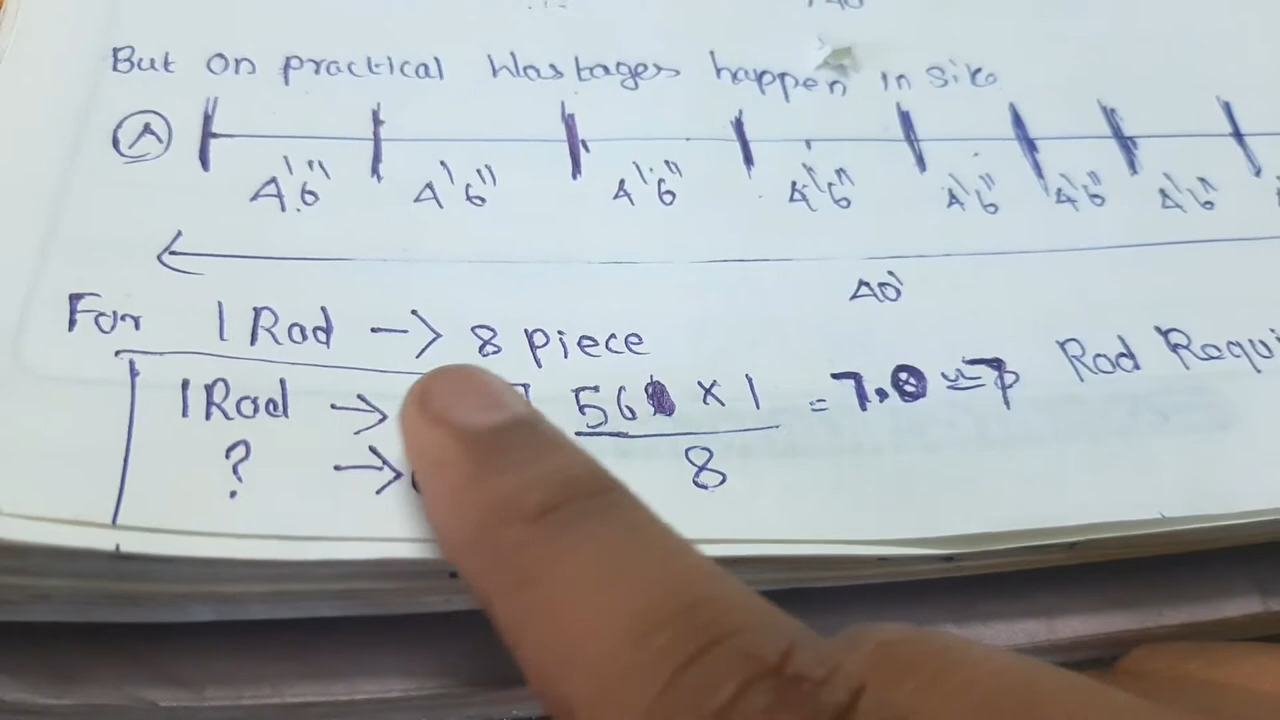 But on practical Wastages happen in site
A
4'6" 4'6" 4'6" 4'6" 4'6" 4'6" 4'6"
40'
For 1 Rod -> 8 piece
1 Rod -> 56 x 1 = 7.0 ≃ 7 Rod
? -> 8